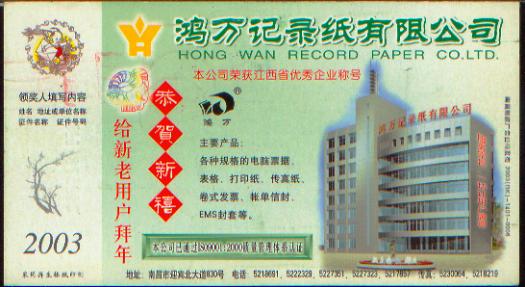 鸿万记录纸有限公司
HONG WAN RECORD PAPER CO.LTD.
本公司荣获江西省优秀企业称号
领奖人填写内容
姓名 地址或单位名称
证件名称 证件号码
给新老用户拜年
恭贺新禧
鸿万
主要产品:
各种规格的电脑票据、
表格、打印纸、传真纸、
卷式发票、帐单信封、
EMS封套等。
鸿万记录纸有限公司
2003
本公司已通过ISO9001:2000质量管理体系认证
地址: 南昌市迎宾北大道830号 电话: 5218691, 5222329, 5227351, 5227323, 5217857 传真: 5230064, 5218219